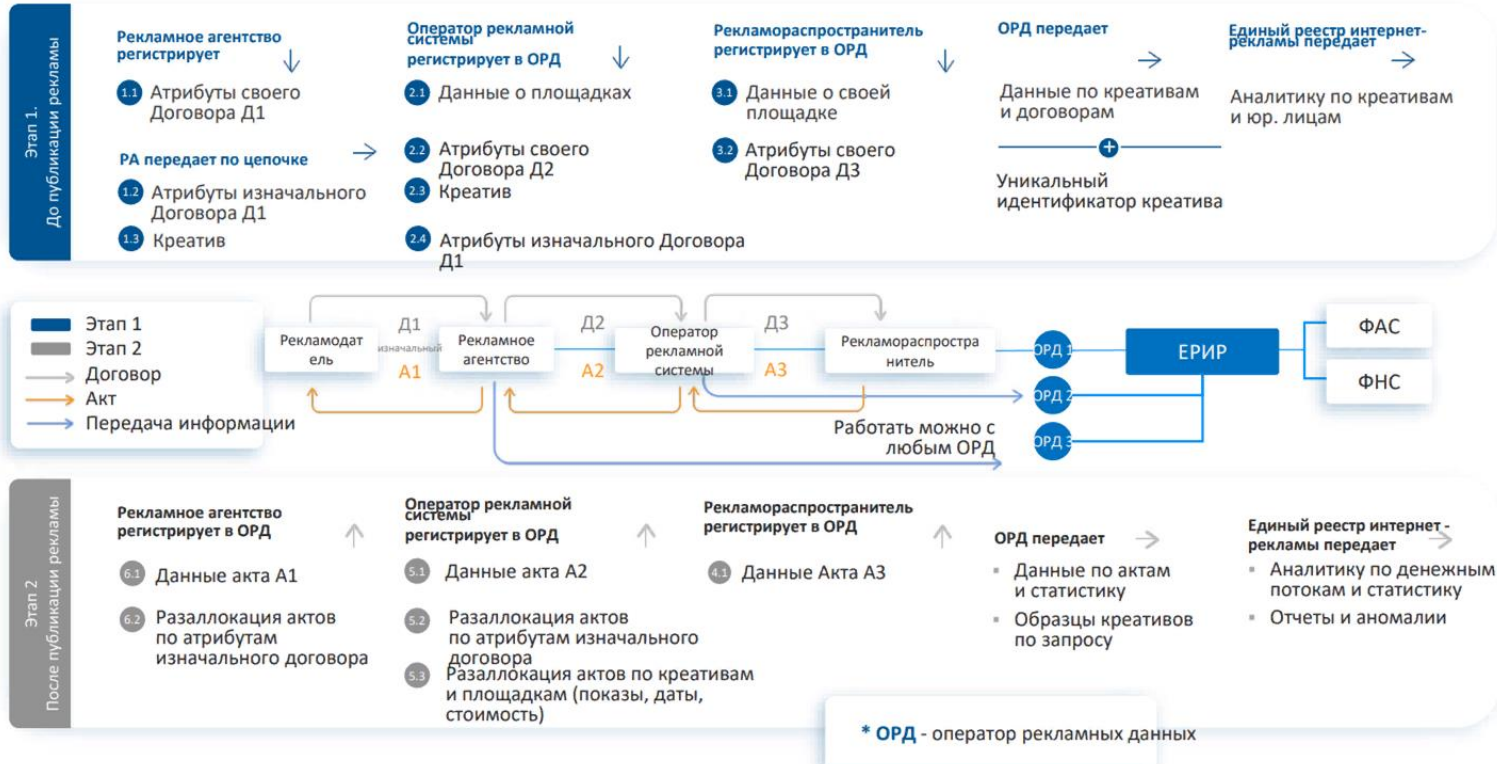 Этап 1.
До публикации рекламы
Рекламное агентство
регистрирует
1.1 Атрибуты своего
Договора Д1
РА передает по цепочке
1.2 Атрибуты изначального
Договора Д1
1.3 Креатив
Оператор рекламной
системы
регистрирует в ОРД
2.1 Данные о площадках
2.2 Атрибуты своего
Договора Д2
2.3 Креатив
2.4 Атрибуты изначального Договора
Д1
Рекламораспространитель
регистрирует в ОРД
3.1 Данные о своей
площадке
3.2 Атрибуты своего
Договора Д3
ОРД передает
Данные по креативам
и договорам
+
Уникальный
идентификатор креатива
Единый реестр интернет-
рекламы передает
Аналитику по креативам
и юр. лицам
Этап 1
Этап 2
Договор
Акт
Передача информации
Рекламодат
ель
Д1
изначальный
А1
Рекламное
агентство
Д2
А2
Оператор
рекламной
системы
Д3
А3
Рекламораспростра
нитель
ОРД 1
ОРД 2
ОРД 3
Работать можно с
любым ОРД
ЕРИР
ФАС
ФНС
Этап 2
После публикации рекламы
Рекламное агентство
регистрирует в ОРД
6.1 Данные акта А1
6.2 Разаллокация актов
по атрибутам
изначального договора
Оператор рекламной
системы
регистрирует в ОРД
5.1 Данные акта А2
5.2 Разаллокация актов
по атрибутам изначального
договора
5.3 Разаллокация актов по креативам
и площадкам (показы, даты,
стоимость)
Рекламораспространитель
регистрирует в ОРД
4.1 Данные Акта А3
ОРД передает
▪ Данные по актам
и статистику
▪ Образцы креативов
по запросу
Единый реестр интернет -
рекламы передает
▪ Аналитику по денежным
потокам и статистику
▪ Отчеты и аномалии
* ОРД - оператор рекламных данных